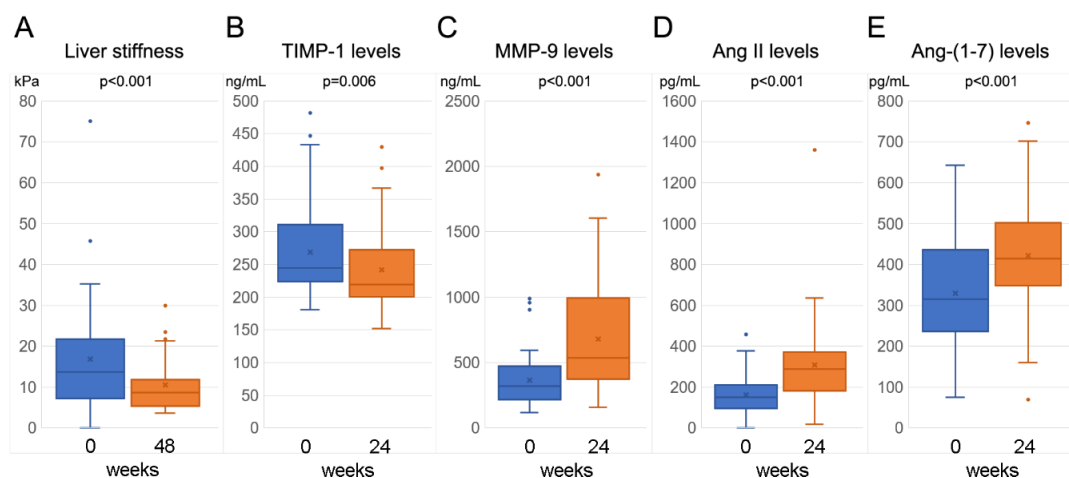 A
Liver stiffness
kPa
p<0.001
80
70
60
50
40
30
20
10
0
0
48
weeks
B
TIMP-1 levels
ng/mL
p=0.006
500
450
400
350
300
250
200
150
100
50
0
0
24
weeks
C
MMP-9 levels
ng/mL
p<0.001
2500
2000
1500
1000
500
0
0
24
weeks
D
Ang II levels
pg/mL
p<0.001
1600
1400
1200
1000
800
600
400
200
0
0
24
weeks
E
Ang-(1-7) levels
pg/mL
p<0.001
800
700
600
500
400
300
200
100
0
0
24
weeks